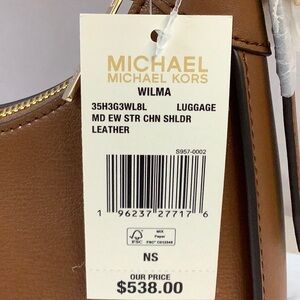 MICHAEL
MICHAEL KORS
WILMA
35H3G3WL8L LUGGAGE
MD EW STR CHN SHLDR
LEATHER
S957-0002
1 96237 27717 6
FSC
MIX
Paper
NS
OUR PRICE
$538.00